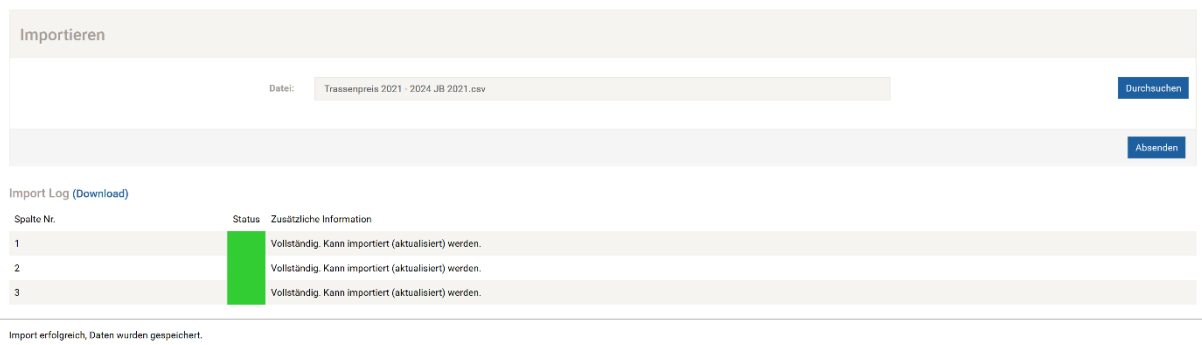 Importieren
Datei: Trassenpreis 2021 - 2024 JB 2021.csv Durchsuchen
Absenden
Import Log (Download)
Spalte Nr. Status Zusätzliche Information
1 Vollständig. Kann importiert (aktualisiert) werden.
2 Vollständig. Kann importiert (aktualisiert) werden.
3 Vollständig. Kann importiert (aktualisiert) werden.
Import erfolgreich, Daten wurden gespeichert.